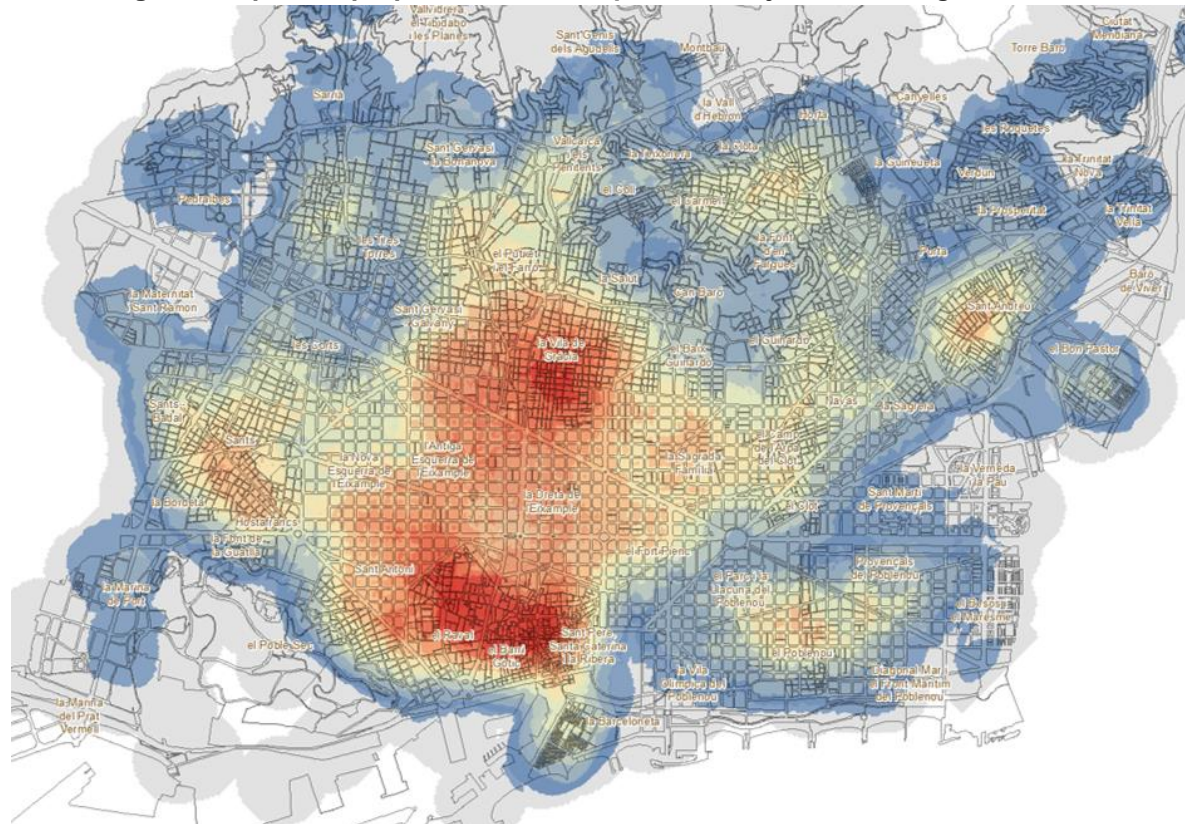 Vallvidrera,
el Tibidabo
i les Planes
Sant Genís
dels Agudells
Montbau
Ciutat
Meridiana
Torre Baró
Sarrià
la Vall
d'Hebron
Canyelles
Horta
les Roquetes
Sant Gervasi
- la Bonanova
Vallcarca
i els
Penitents
la Teixonera
la Clota
la Guineueta
Verdun
la Trinitat
Nova
Pedralbes
el Coll
el Carmel
la Prosperitat
la Trinitat
Vella
les Tres
Torres
el Putxet
i el Farró
la Font
d'en
Fargues
Porta
la Salut
Can Baró
Baró
de Viver
la Maternitat
i Sant Ramon
Sant Gervasi
- Galvany
Sant Andreu
les Corts
la Vila de
Gràcia
el Baix
Guinardó
el Guinardó
el Bon Pastor
Sants -
Badal
Navas
la Sagrera
Sants
la Nova
Esquerra de
l'Eixample
l'Antiga
Esquerra de
l'Eixample
la Sagrada
Família
el Camp
de l'Arpa
del Clot
la Verneda
i la Pau
la Bordeta
la Dreta de
l'Eixample
Sant Martí
de Provençals
Hostafrancs
el Clot
la Font de
la Guatlla
el Fort Pienc
Sant Antoni
Provençals
del Poblenou
la Marina
de Port
el Parc i la
Llacuna del
Poblenou
el Besòs i
el Maresme
el Poble Sec
el Raval
el Barri
Gòtic
Sant Pere,
Santa Caterina
i la Ribera
el Poblenou
la Vila
Olímpica del
Poblenou
Diagonal Mar i
el Front Marítim
del Poblenou
la Marina
del Prat
Vermell
la Barceloneta